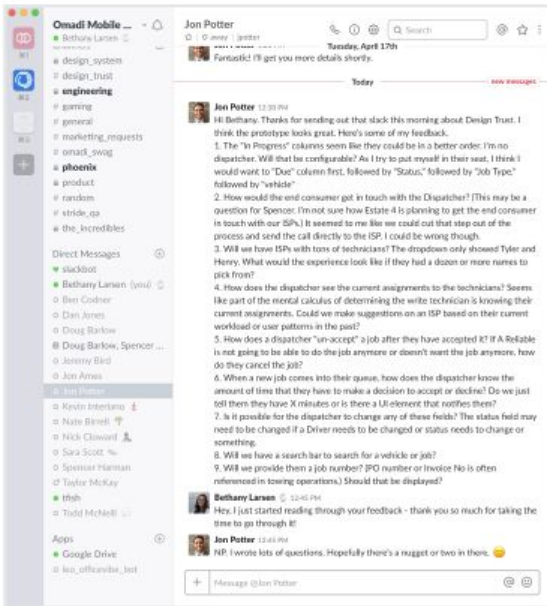 Omadi Mobile ...
Bethany Larsen
design_system
design_trust
engineering
gaming
general
marketing_requests
omadi_swag
phoenix
product
random
stride_qa
the_incredibles
Direct Messages
slackbot
Bethany Larsen (you)
Ben Codner
Dan Jones
Doug Barlow
Doug Barlow, Spencer ...
Jeremy Bird
Jon Ames
Jon Potter
Kevin Interiano
Nate Birrell
Nick Cloward
Sara Scott
Spencer Harman
Taylor McKay
tfish
Todd McNeill
Apps
Google Drive
leo_officevibe_bot
Jon Potter
away | jpotter
Search
Tuesday, April 17th
Fantastic! I'll get you more details shortly.
Today
new messages
Jon Potter 12:30 PM
Hi Bethany. Thanks for sending out that slack this morning about Design Trust. I
think the prototype looks great. Here's some of my feedback.
1. The "In Progress" columns seem like they could be in a better order. I'm no
dispatcher. Will that be configurable? As I try to put myself in their seat, I think I
would want to "Due" column first, followed by "Status," followed by "Job Type,"
followed by "vehicle"
2. How would the end consumer get in touch with the Dispatcher? (This may be a
question for Spencer. I'm not sure how Estate 4 is planning to get the end consumer
in touch with our ISPs.) It seemed to me like we could cut that step out of the
process and send the call directly to the ISP. I could be wrong though.
3. Will we have ISPs with tons of technicians? The dropdown only showed Tyler and
Henry. What would the experience look like if they had a dozen or more names to
pick from?
4. How does the dispatcher see the current assignments to the technicians? Seems
like part of the mental calculus of determining the write technician is knowing their
current assignments. Could we make suggestions on an ISP based on their current
workload or user patterns in the past?
5. How does a dispatcher "un-accept" a job after they have accepted it? If A Reliable
is not going to be able to do the job anymore or doesn't want the job anymore, how
do they cancel the job?
6. When a new job comes into their queue, how does the dispatcher know the
amount of time that they have to make a decision to accept or decline? Do we just
tell them they have X minutes or is there a UI element that notifies them?
7. Is it possible for the dispatcher to change any of these fields? The status field may
need to be changed if a Driver needs to be changed or status needs to change or
something.
8. Will we have a search bar to search for a vehicle or job?
9. Will we provide them a job number? (PO number or Invoice No is often
referenced in towing operations.) Should that be displayed?
Bethany Larsen 12:45 PM
Hey, I just started reading through your feedback - thank you so much for taking the
time to go through it!
Jon Potter 12:45 PM
NP. I wrote lots of questions. Hopefully there's a nugget or two in there.
Message @Jon Potter